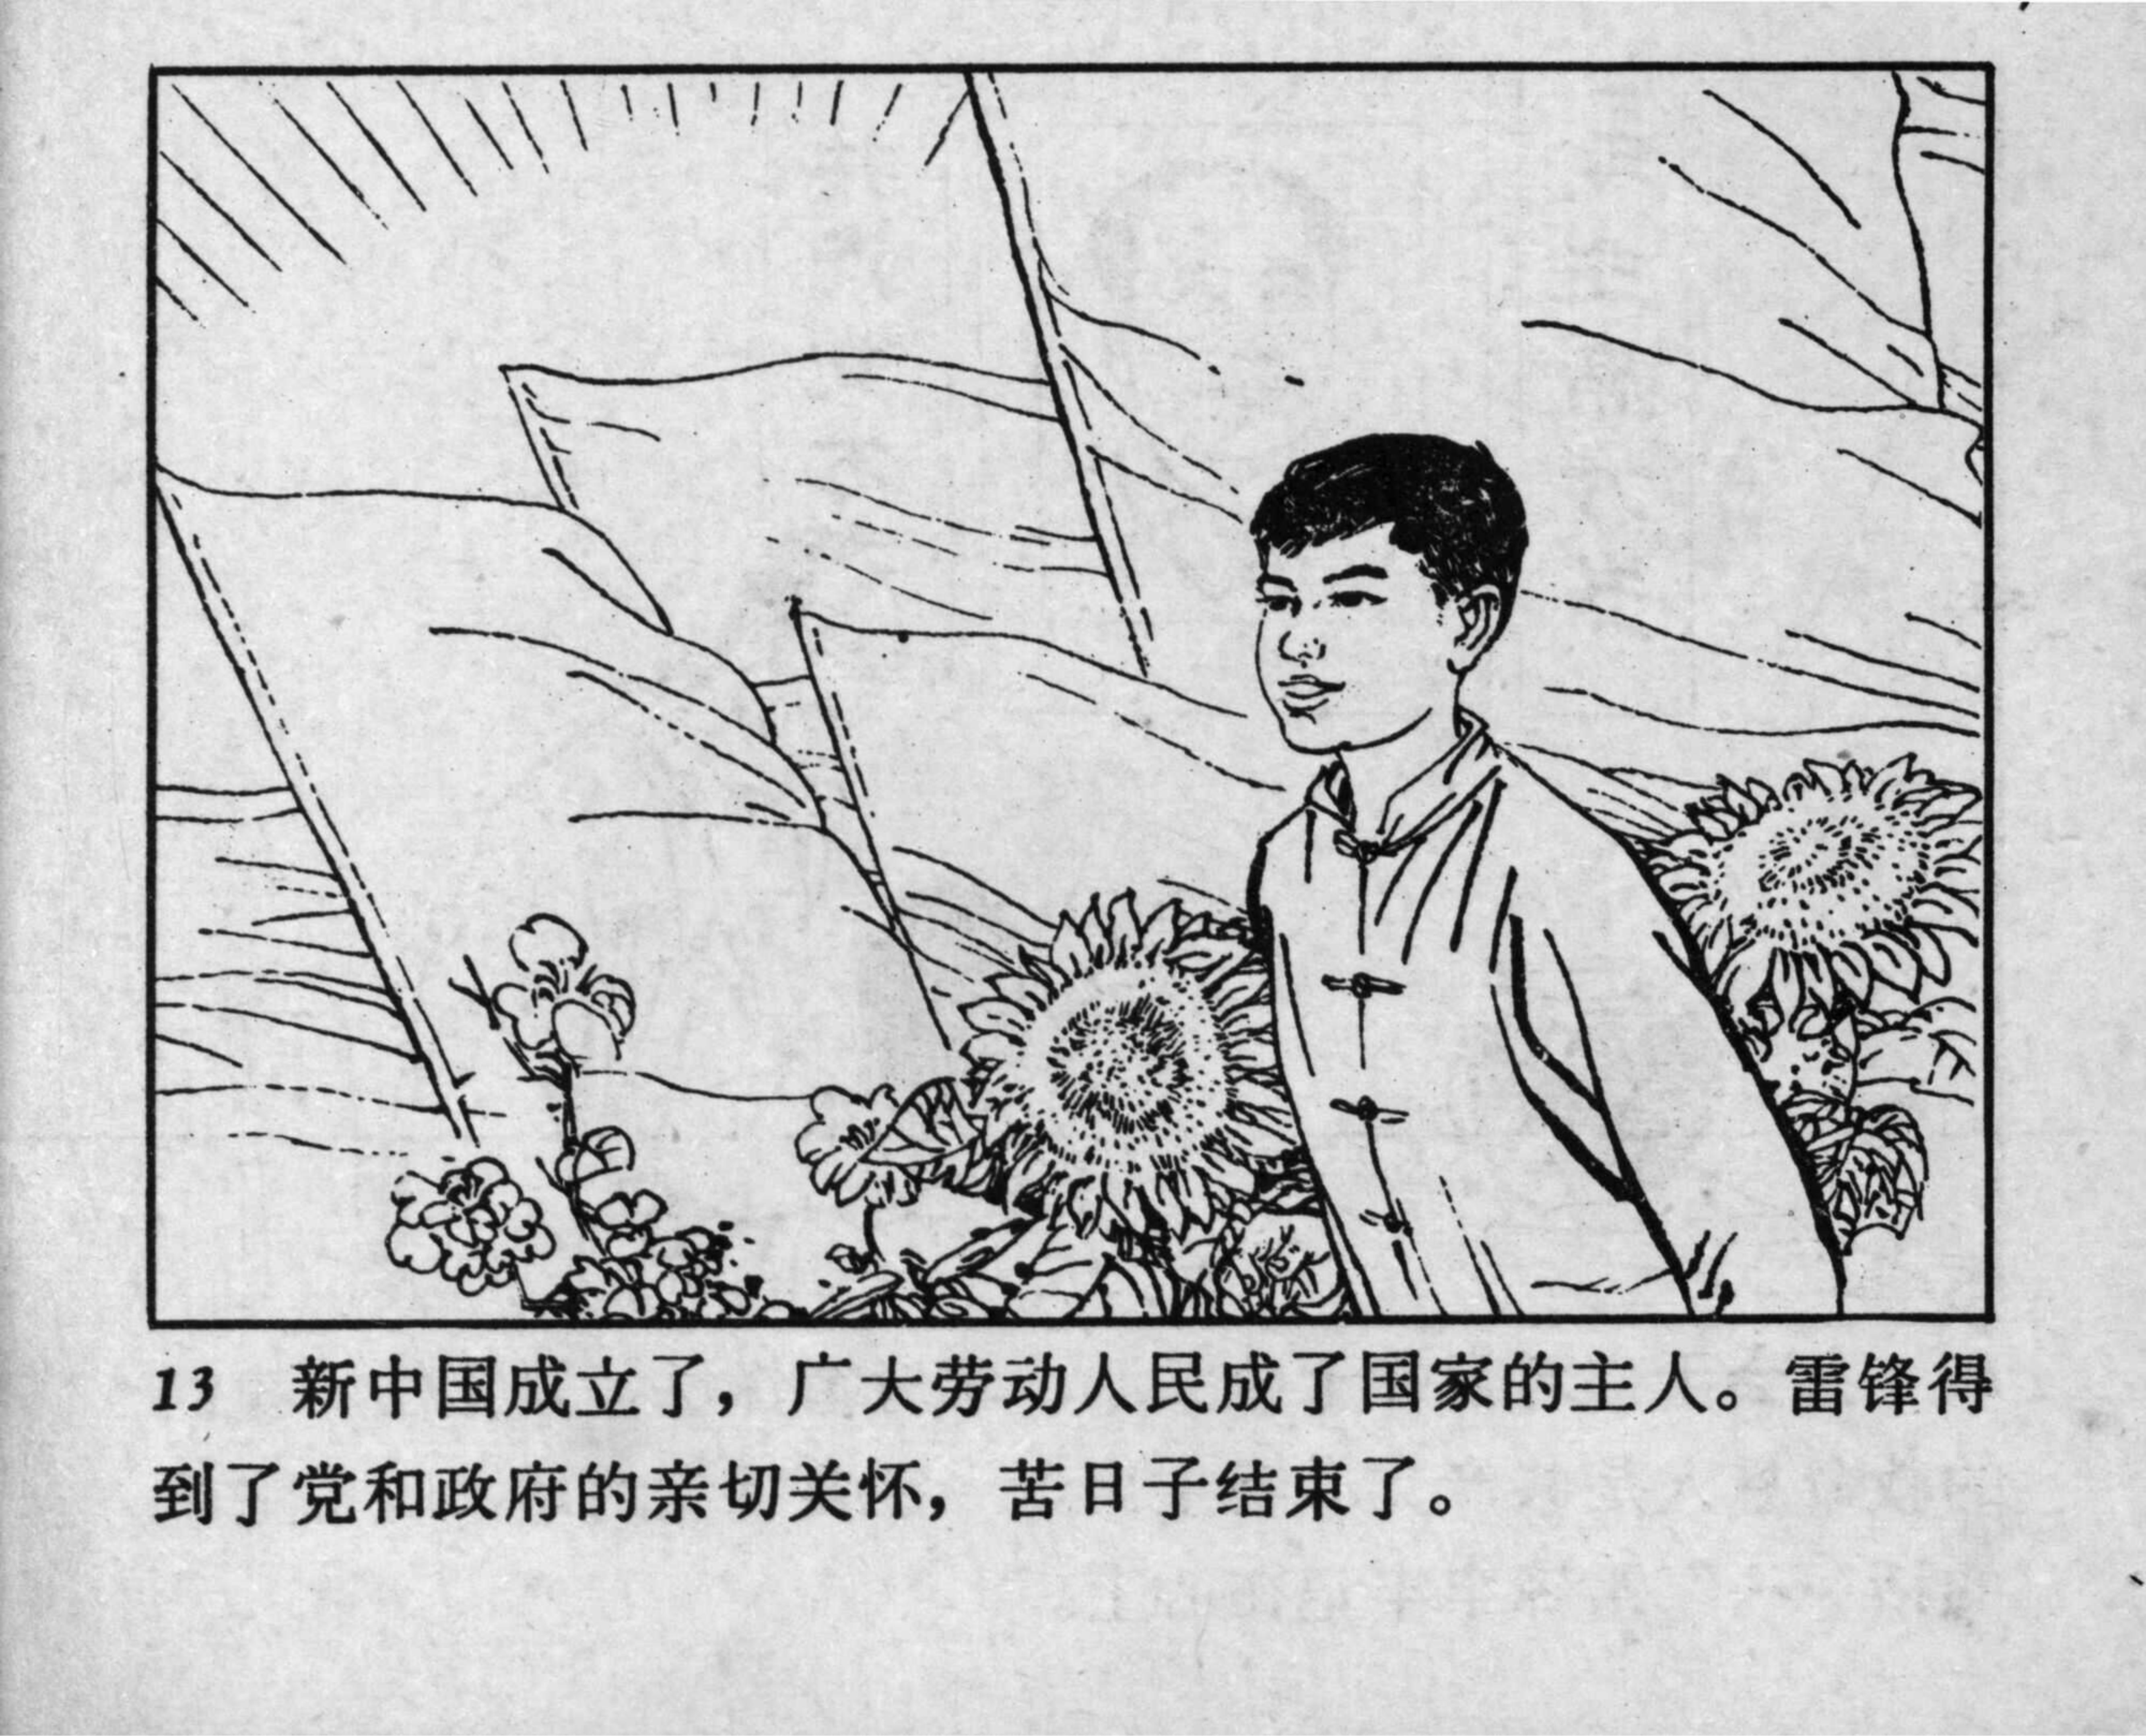 13 新中国成立了，广大劳动人民成了国家的主人。雷锋得
到了党和政府的亲切关怀，苦日子结束了。